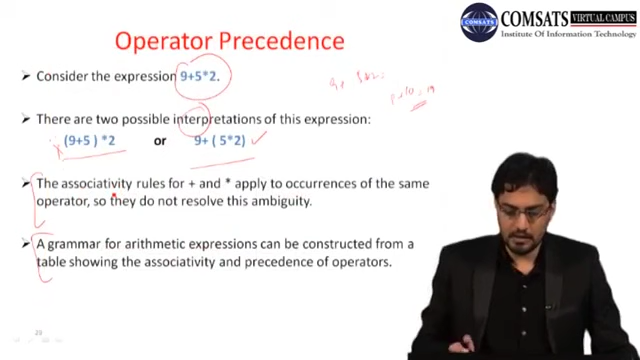 COMSATS VIRTUAL CAMPUS
Institute Of Information Technology
Operator Precedence
➤ Consider the expression 9+5*2.
➤ There are two possible interpretations of this expression:
(9+5) *2 or 9+ ( 5*2)
➤ The associativity rules for + and * apply to occurrences of the same
operator, so they do not resolve this ambiguity.
➤ A grammar for arithmetic expressions can be constructed from a
table showing the associativity and precedence of operators.